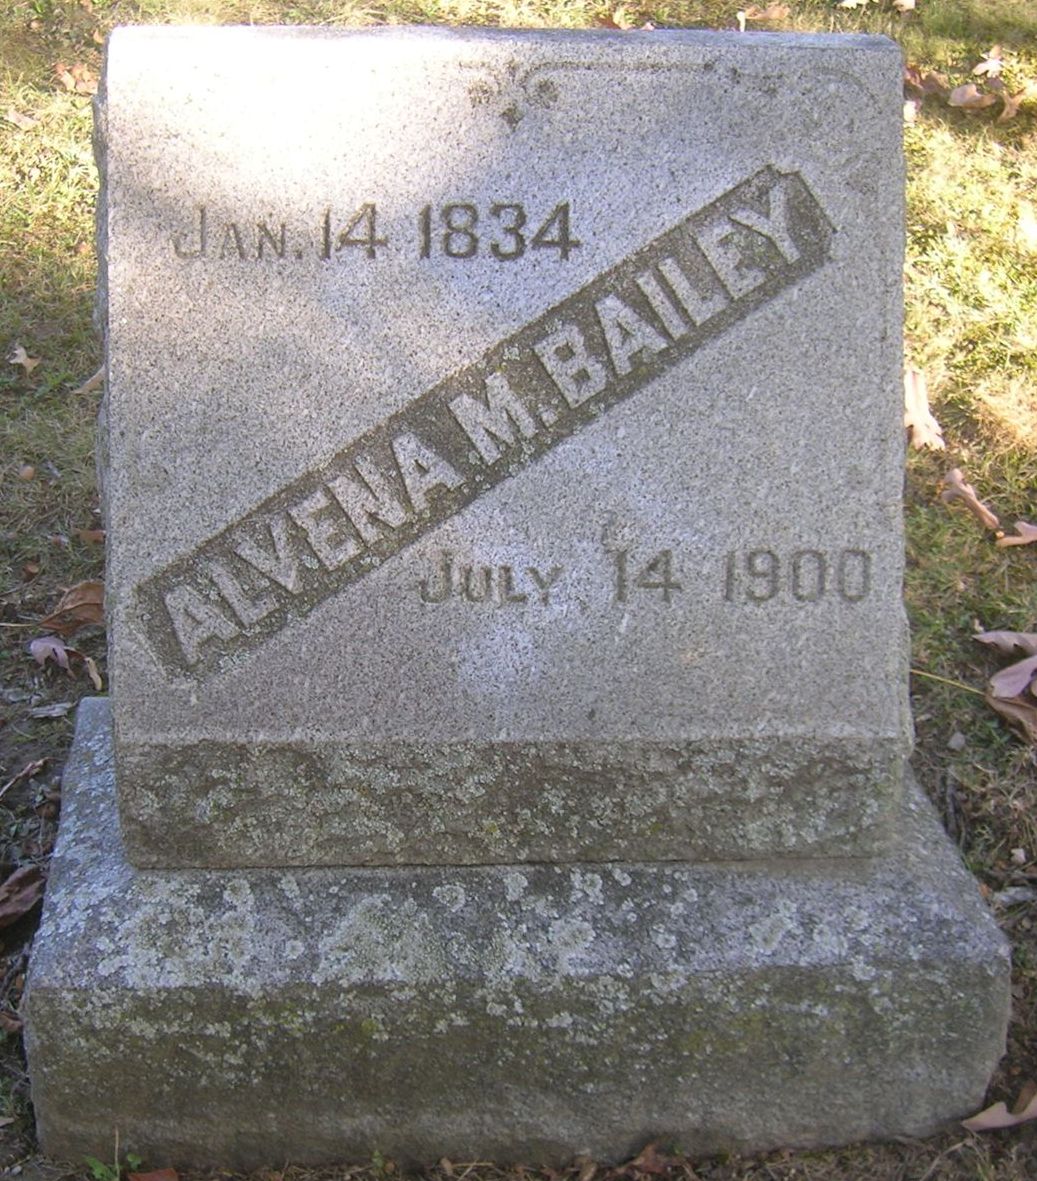 JAN. 14 1834
ALVENA M. BAILEY
JULY 14 1900